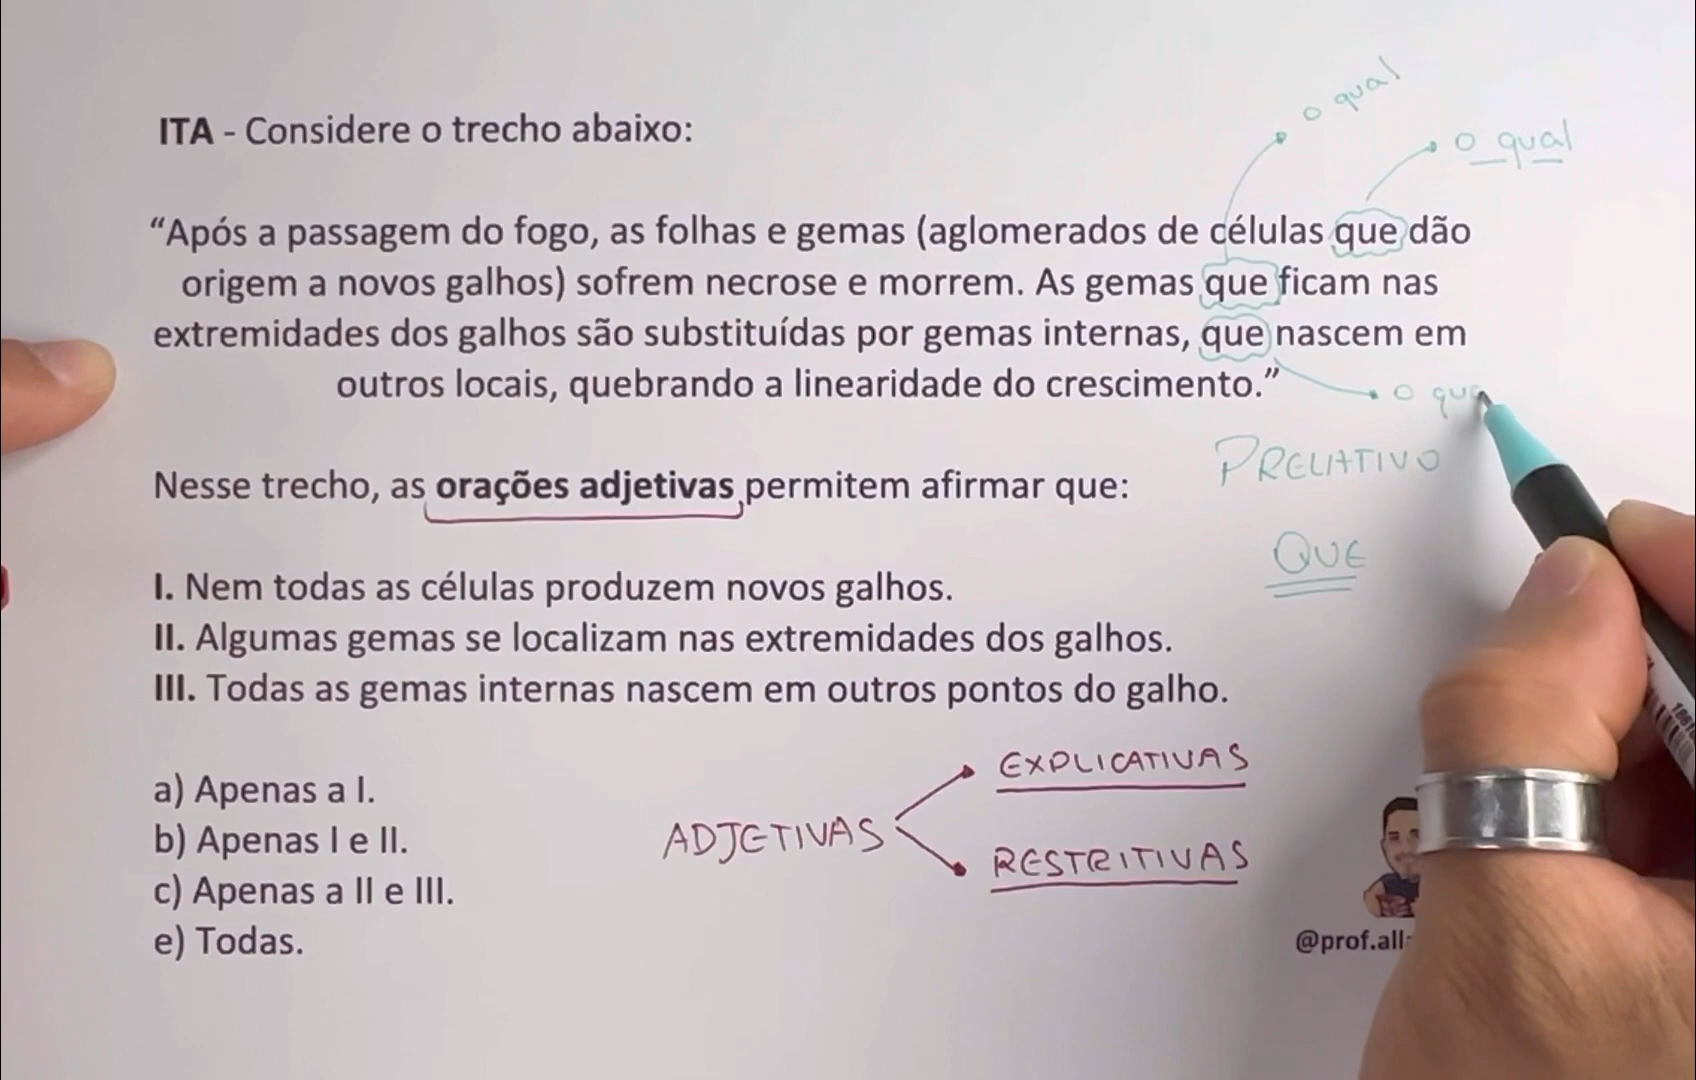 o qual
ITA - Considere o trecho abaixo:
o qual
“Após a passagem do fogo, as folhas e gemas (aglomerados de células que dão
origem a novos galhos) sofrem necrose e morrem. As gemas que ficam nas
extremidades dos galhos são substituídas por gemas internas, que nascem em
outros locais, quebrando a linearidade do crescimento.”
o qua
PRELATIVO
Nesse trecho, as orações adjetivas permitem afirmar que:
QUE
I. Nem todas as células produzem novos galhos.
II. Algumas gemas se localizam nas extremidades dos galhos.
III. Todas as gemas internas nascem em outros pontos do galho.
a) Apenas a I.
b) Apenas I e II.
c) Apenas a II e III.
e) Todas.
ADJETIVAS
EXPLICATIVAS
RESTRITIVAS
@prof.all